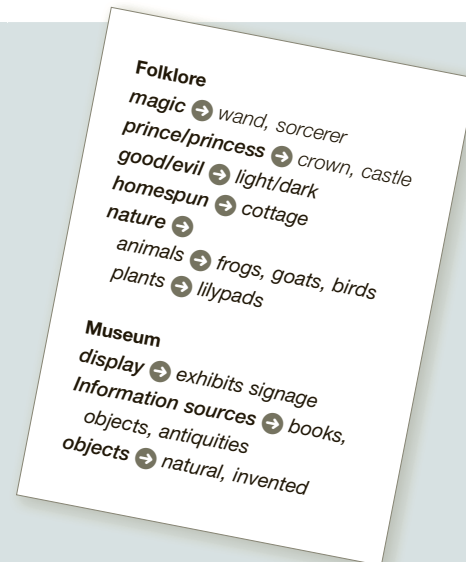 Folklore
magic → wand, sorcerer
prince/princess → crown, castle
good/evil → light/dark
homespun → cottage
nature →
animals → frogs, goats, birds
plants → lilypads
Museum
display → exhibits signage
Information sources → books,
objects, antiquities
objects → natural, invented